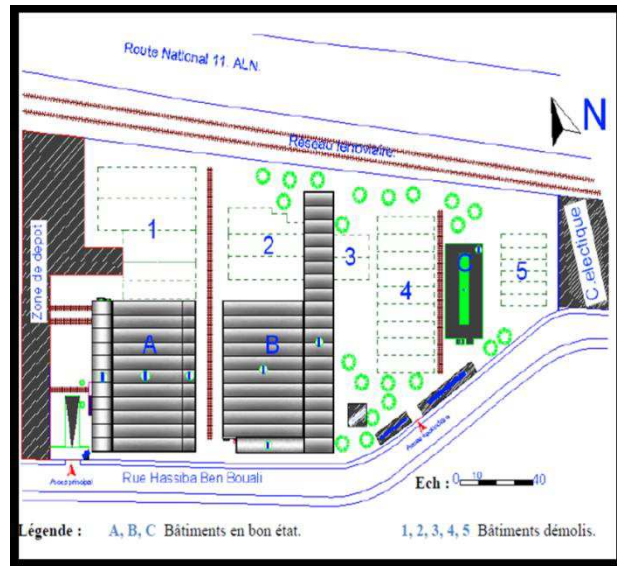 Route National 11. ALN.
N
Réseau ferroviaire.
Zone de depot
1
2
3
4
5
C
C.electique
A
B
Rue Hassiba Ben Bouali
Ech : 0 10 40
Légende : A, B, C Bâtiments en bon état. 1, 2, 3, 4, 5 Bâtiments démolis.